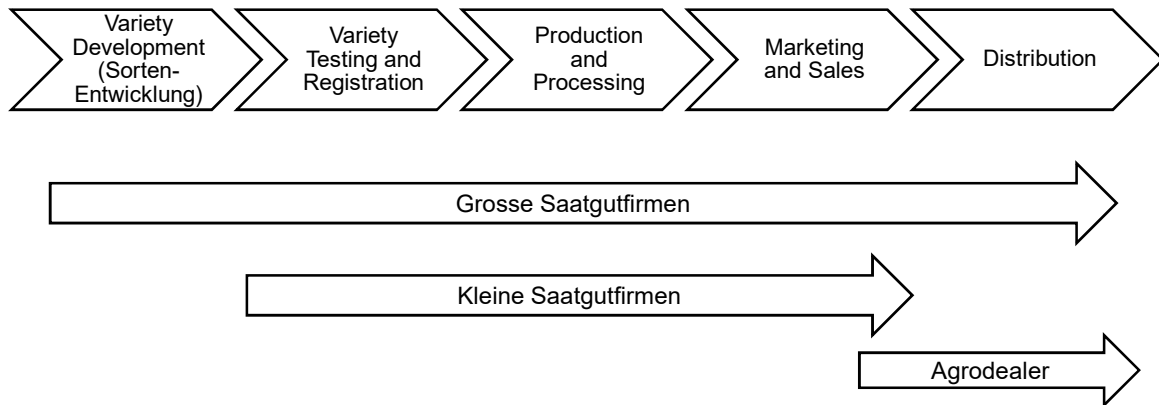 Variety
Development
(Sorten-
Entwicklung)
Variety
Testing and
Registration
Production
and
Processing
Marketing
and Sales
Distribution
Grosse Saatgutfirmen
Kleine Saatgutfirmen
Agrodealer